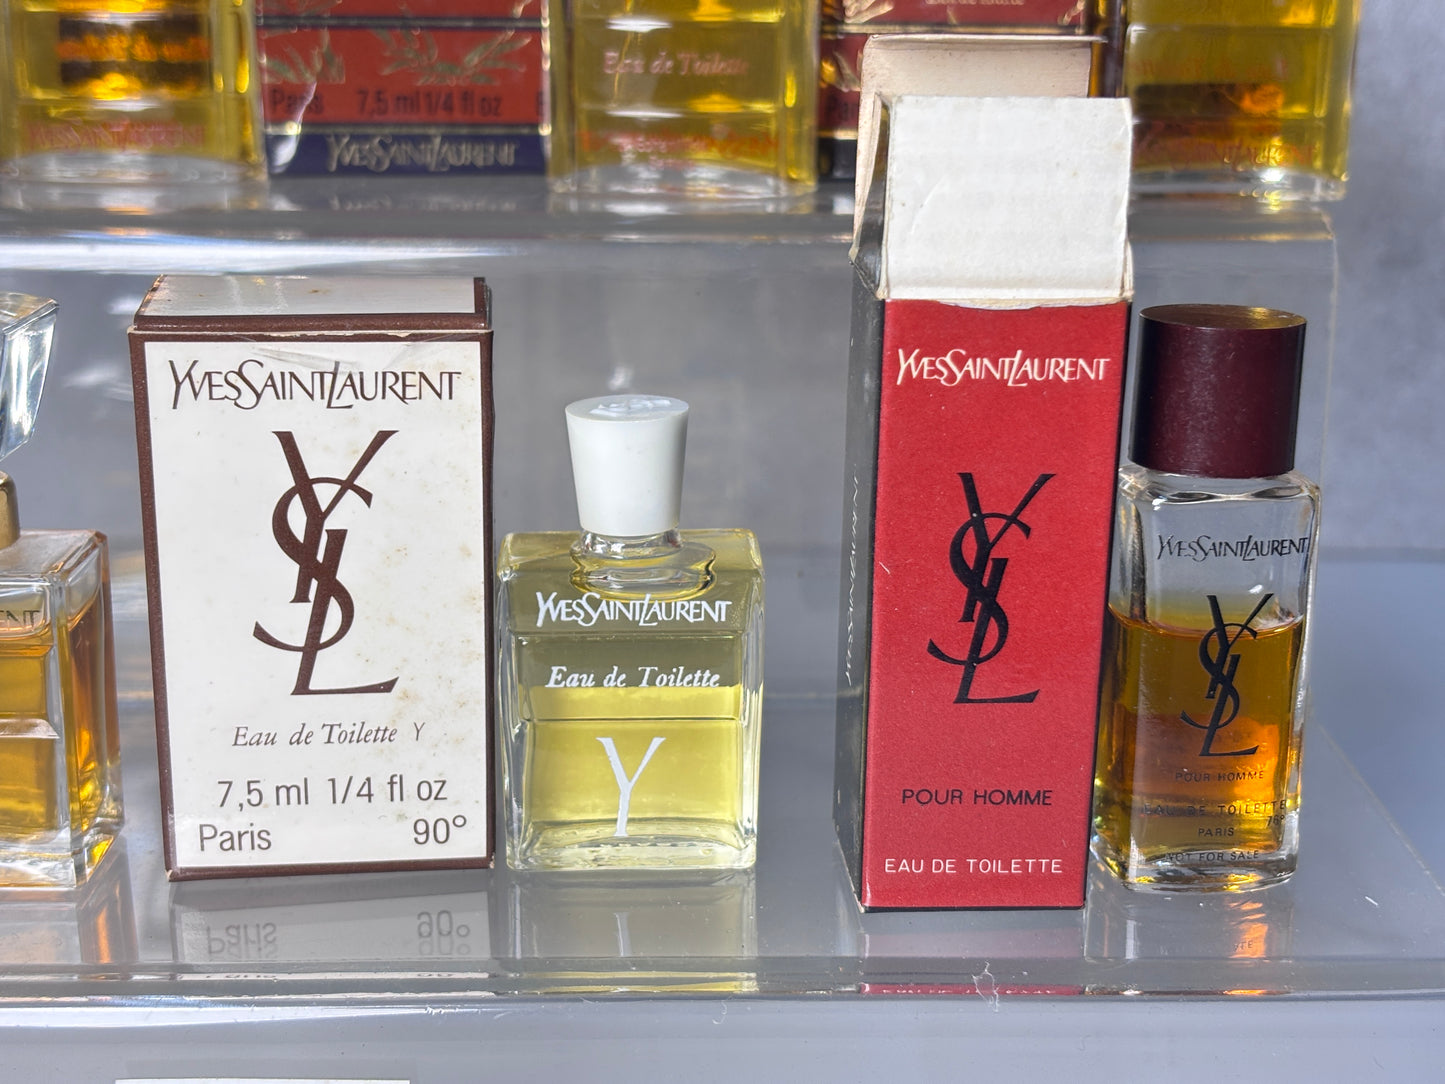 Paris 7,5 ml 1/4 fl oz
YVESSAINTLAURENT
Eau de Toilette
YVESSAINTLAURENT
YSL
Eau de Toilette Y
7,5 ml 1/4 fl oz
Paris 90°
YVESSAINTLAURENT
Eau de Toilette
Y
YVESSAINTLAURENT
YSL
POUR HOMME
EAU DE TOILETTE
YVESSAINTLAURENT
YSL
POUR HOMME
EAU DE TOILETTE
76°
PARIS
NOT FOR SALE